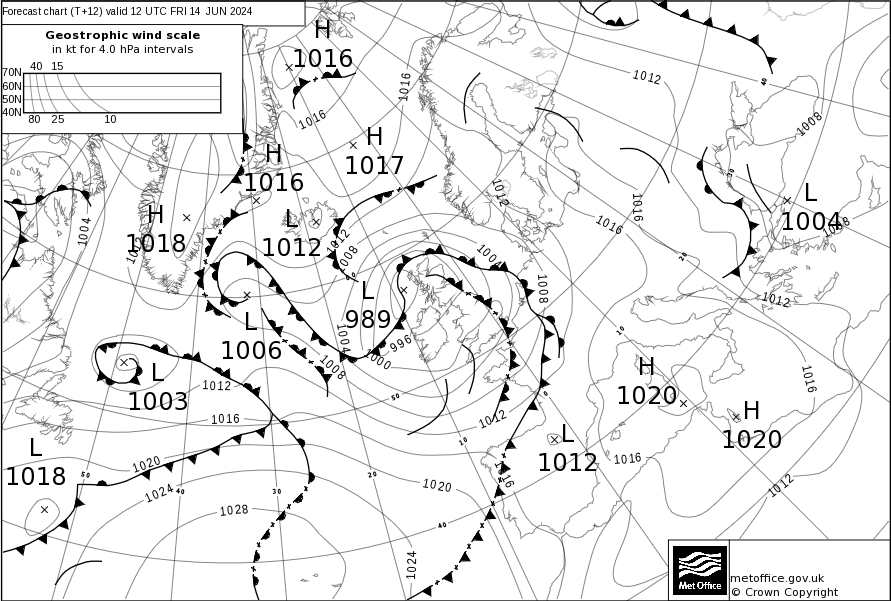 Forecast chart (T+12) valid 12 UTC FRI 14 JUN 2024
Geostrophic wind scale
in kt for 4.0 hPa intervals
40 15
70N
60N
50N
40N
80 25 10
H
1016
1016
1016
1012
1008
H
1017
H
1016
H
1018
1012
1004
L
1012
1012
1008
1012
1016
1016
L
1004
1008
1004
1008
1012
L
989
996
1000
1004
1008
L
1006
L
1003
1012
1016
1012
1016
1016
H
1020
H
1020
L
1012
1016
1012
L
1018
1020
1024
1028
1020
1024
50
40
30
20
10
40
50
10
0
10
20
30
40
metoffice.gov.uk
© Crown Copyright
Met Office